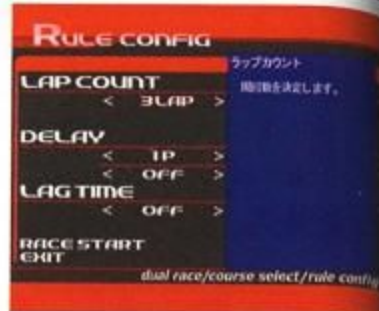 RULE CONFIG
ラップカウント
周回数を決定します。
LAP COUNT
< 3LAP >
DELAY
< 1P >
< OFF >
LAG TIME
< OFF >
RACE START
EXIT
dual race/course select/rule config